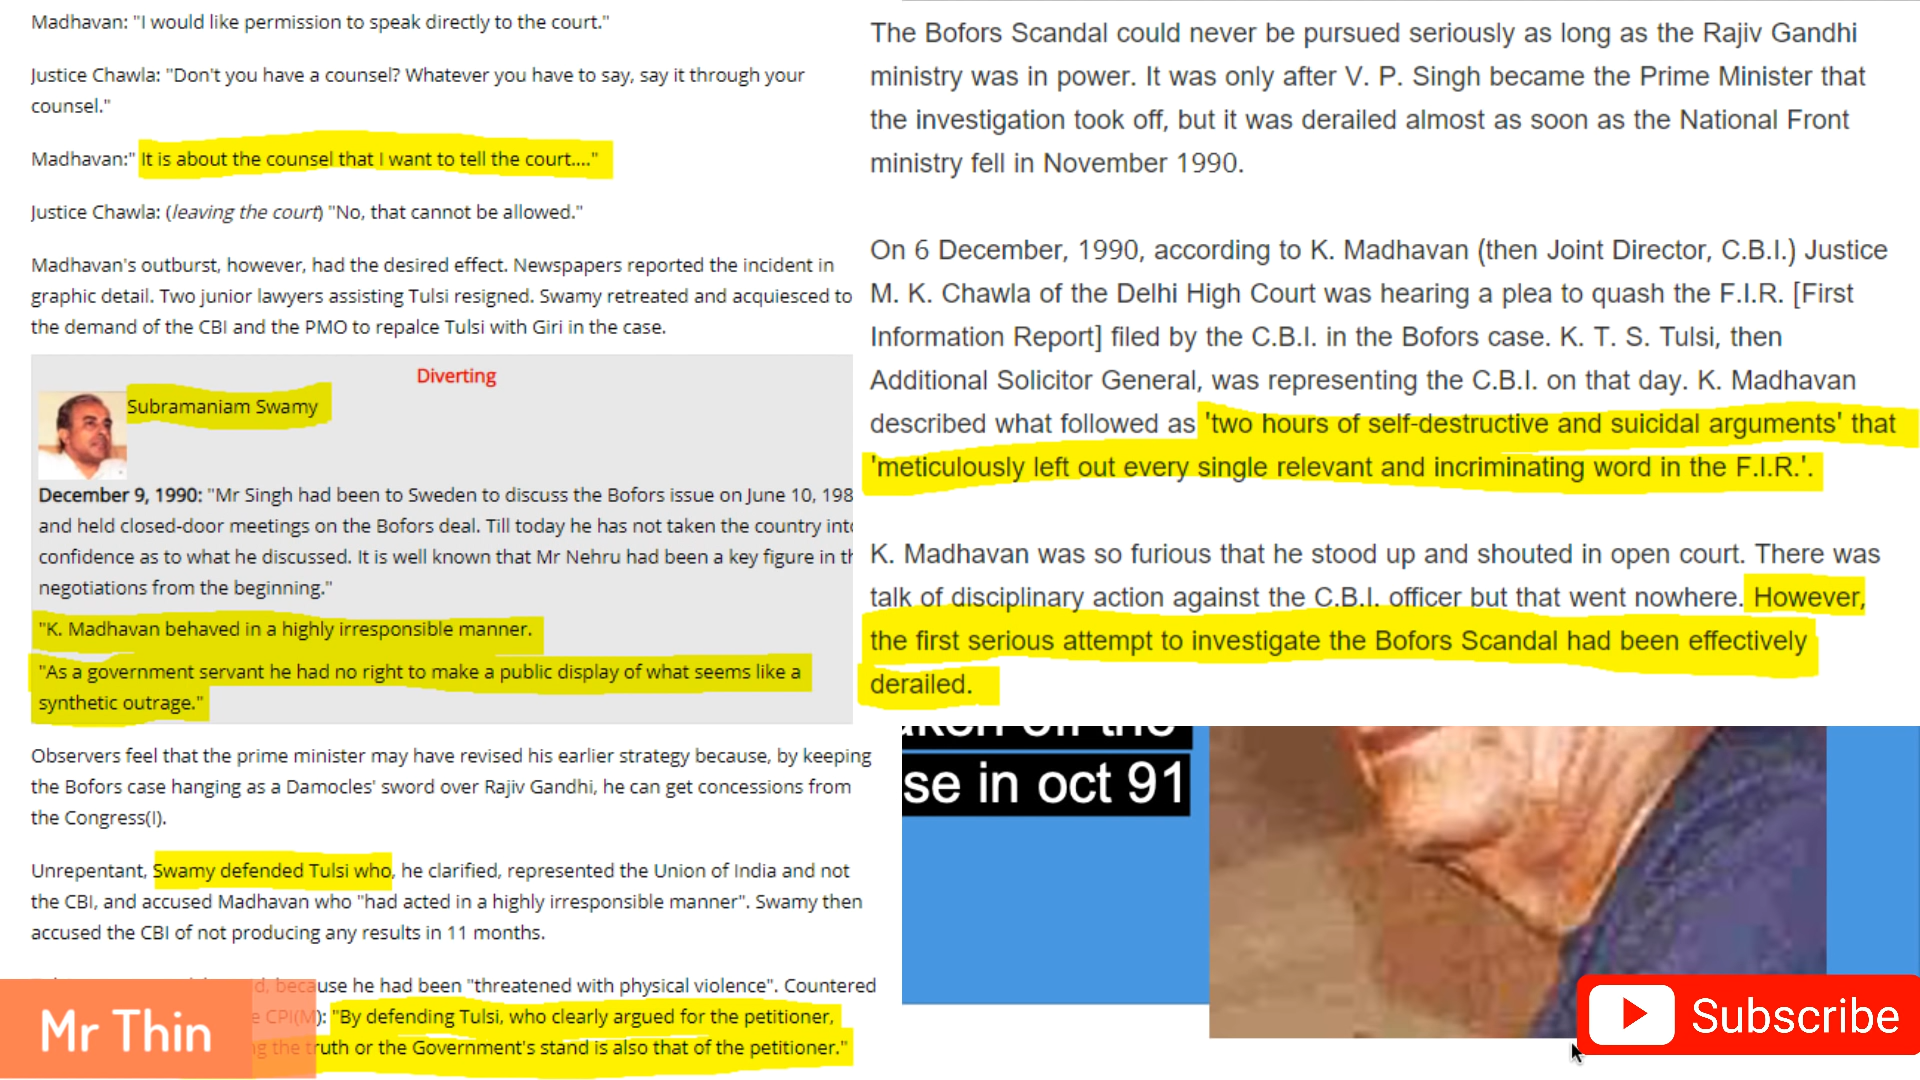 Madhavan: "I would like permission to speak directly to the court."
Justice Chawla: "Don't you have a counsel? Whatever you have to say, say it through your
counsel."
Madhavan:" It is about the counsel that I want to tell the court...."
Justice Chawla: (leaving the court) "No, that cannot be allowed."
Madhavan's outburst, however, had the desired effect. Newspapers reported the incident in
graphic detail. Two junior lawyers assisting Tulsi resigned. Swamy retreated and acquiesced to
the demand of the CBI and the PMO to repalce Tulsi with Giri in the case.
Diverting
Subramaniam Swamy
December 9, 1990: "Mr Singh had been to Sweden to discuss the Bofors issue on June 10, 198
and held closed-door meetings on the Bofors deal. Till today he has not taken the country
confidence as to what he discussed. It is well known that Mr Nehru had been a key figure in
negotiations from the beginning."
"K. Madhavan behaved in a highly irresponsible manner.
"As a government servant he had no right to make a public display of what seems like a
synthetic outrage."
Observers feel that the prime minister may have revised his earlier strategy because, by keeping
the Bofors case hanging as a Damocles' sword over Rajiv Gandhi, he can get concessions from
the Congress(I).
Unrepentant, Swamy defended Tulsi who, he clarified, represented the Union of India and not
the CBI, and accused Madhavan who "had acted in a highly irresponsible manner". Swamy then
accused the CBI of not producing any results in 11 months.
because he had been "threatened with physical violence". Countered
CPI(M): "By defending Tulsi, who clearly argued for the petitioner,
the truth or the Government's stand is also that of the petitioner."
Mr Thin
The Bofors Scandal could never be pursued seriously as long as the Rajiv Gandhi
ministry was in power. It was only after V. P. Singh became the Prime Minister that
the investigation took off, but it was derailed almost as soon as the National Front
ministry fell in November 1990.
On 6 December, 1990, according to K. Madhavan (then Joint Director, C.B.I.) Justice
M. K. Chawla of the Delhi High Court was hearing a plea to quash the F.I.R. [First
Information Report] filed by the C.B.I. in the Bofors case. K. T. S. Tulsi, then
Additional Solicitor General, was representing the C.B.I. on that day. K. Madhavan
described what followed as 'two hours of self-destructive and suicidal arguments' that
'meticulously left out every single relevant and incriminating word in the F.I.R.'.
K. Madhavan was so furious that he stood up and shouted in open court. There was
talk of disciplinary action against the C.B.I. officer but that went nowhere. However,
the first serious attempt to investigate the Bofors Scandal had been effectively
derailed.
se in oct 91
Subscribe